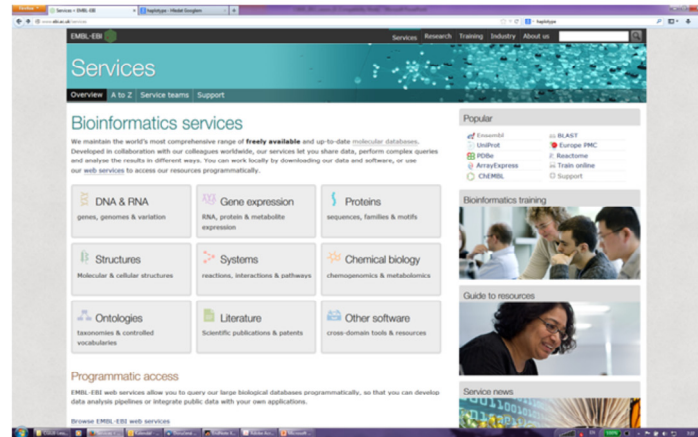 Services < EMBL-EBI
www.ebi.ac.uk/services
haplotype
EMBL-EBI
Services Research Training Industry About us
Services
Overview A to Z Service teams Support
Bioinformatics services
We maintain the world's most comprehensive range of freely available and up-to-date molecular databases.
Developed in collaboration with our colleagues worldwide, our services let you share data, perform complex queries
and analyse the results in different ways. You can work locally by downloading our data and software, or use
our web services to access our resources programmatically.
DNA & RNA
genes, genomes & variation
Gene expression
RNA, protein & metabolite
expression
Proteins
sequences, families & motifs
Structures
Molecular & cellular structures
Systems
reactions, interactions & pathways
Chemical biology
chemogenomics & metabolomics
Ontologies
taxonomies & controlled
vocabularies
Literature
Scientific publications & patents
Other software
cross-domain tools & resources
Programmatic access
EMBL-EBI web services allow you to query our large biological databases programmatically, so that you can develop
data analysis pipelines or integrate public data with your own applications.
Browse EMBL-EBI web services
Popular
Ensembl
BLAST
UniProt
Europe PMC
PDBe
Reactome
ArrayExpress
Train online
ChEMBL
Support
Bioinformatics training
Guide to resources
Service news